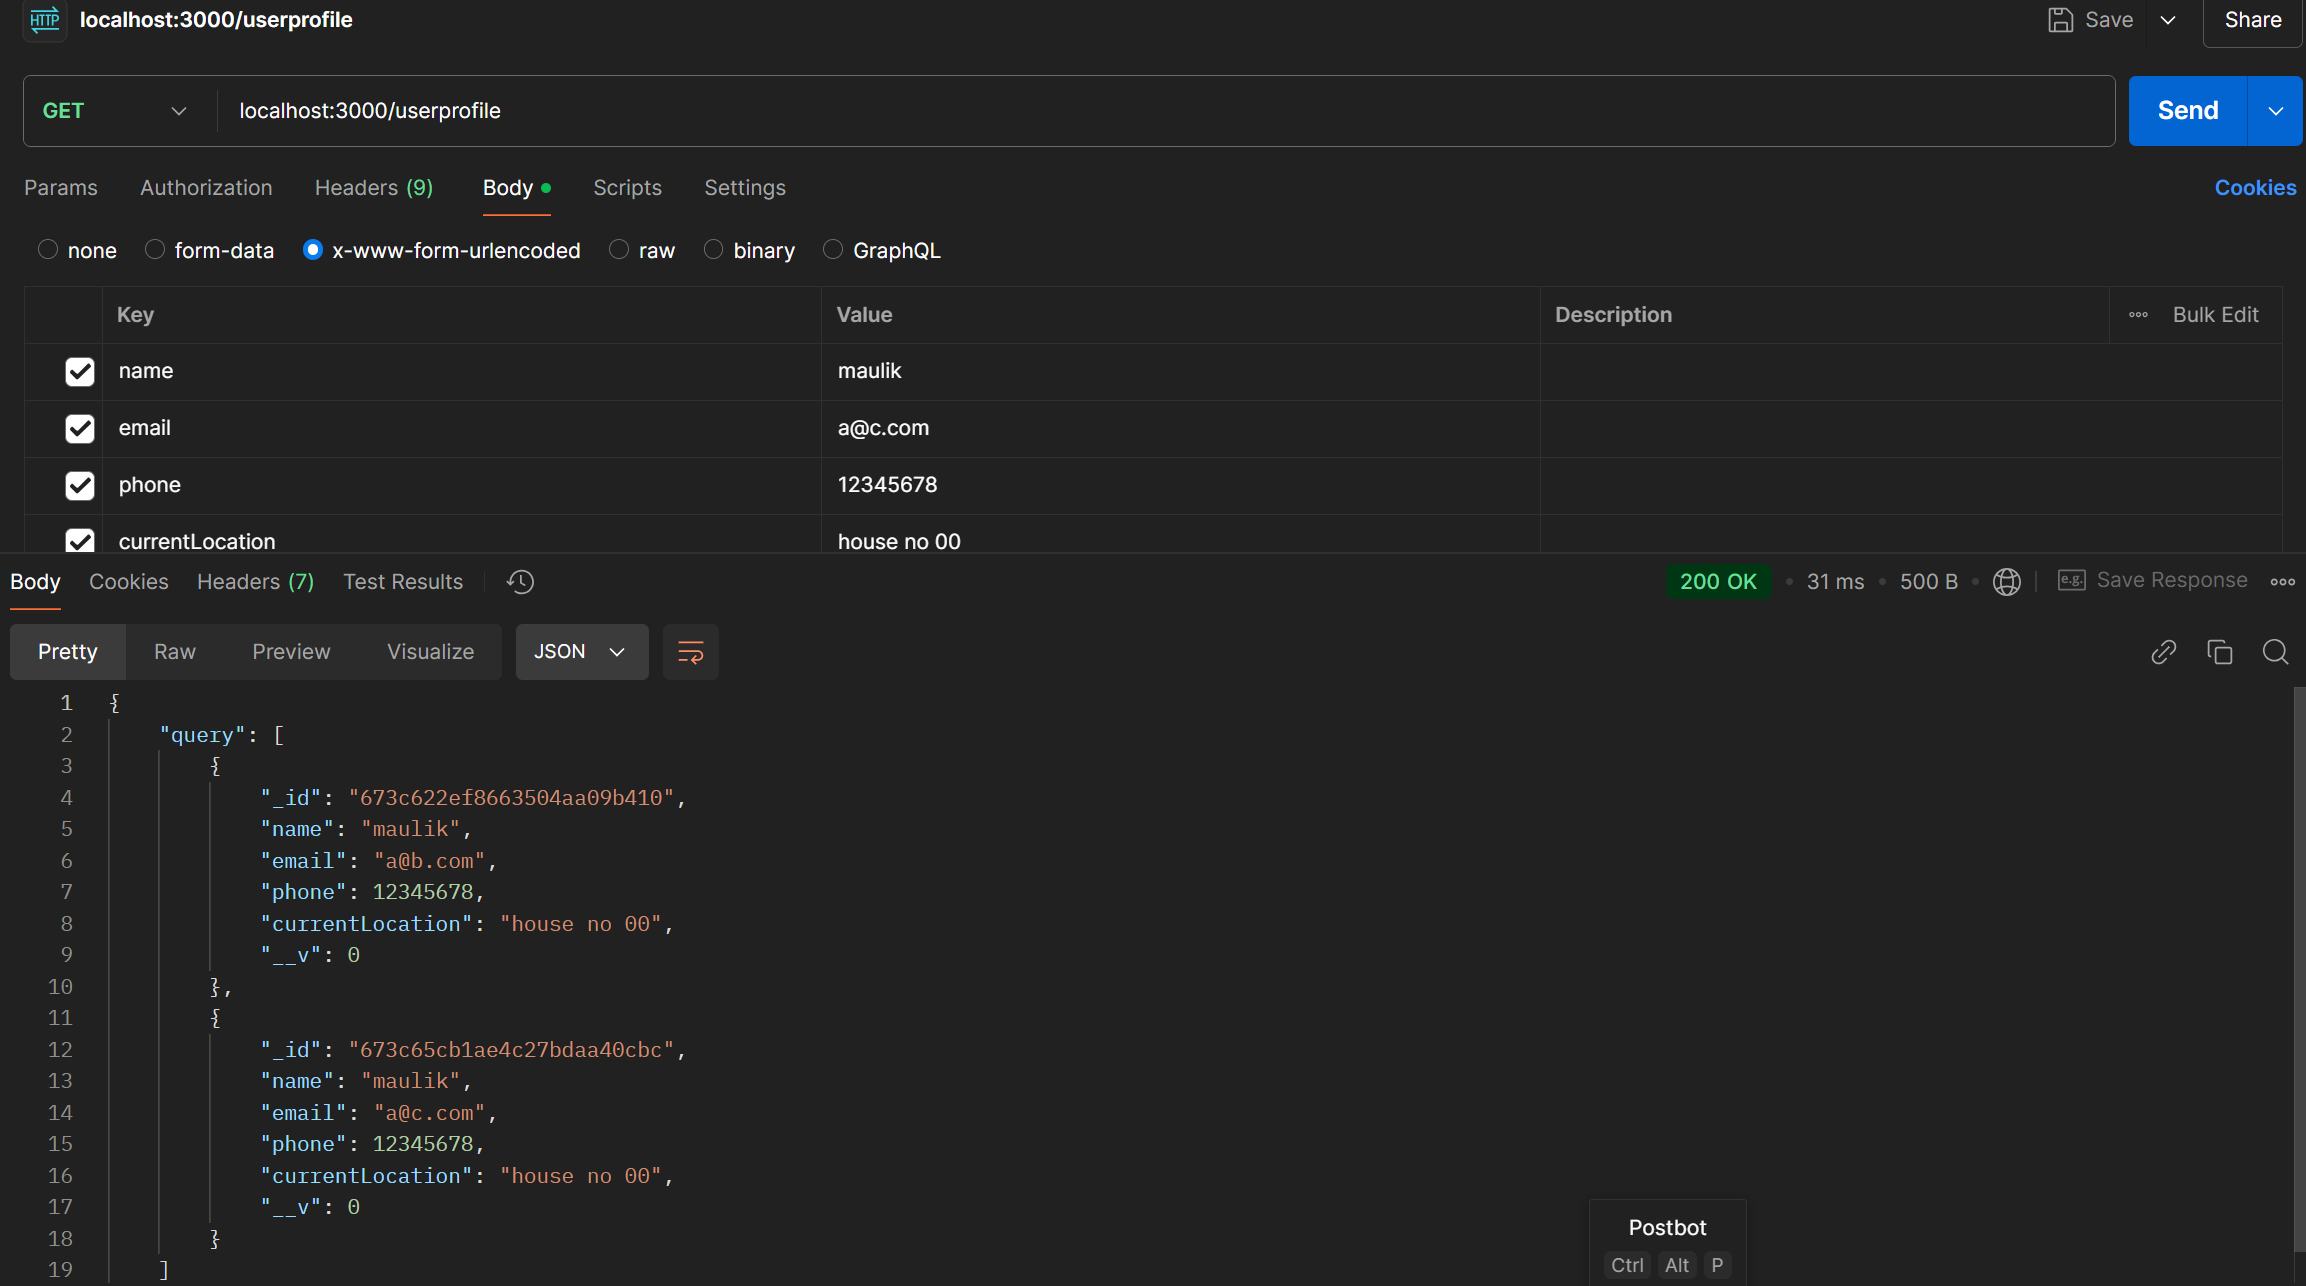 HTTP localhost:3000/userprofile Save Share
GET localhost:3000/userprofile Send
Params Authorization Headers (9) Body Scripts Settings Cookies
none form-data x-www-form-urlencoded raw binary GraphQL
Key Value Description Bulk Edit
name maulik
email a@c.com
phone 12345678
currentLocation house no 00
Body Cookies Headers (7) Test Results 200 OK • 31 ms • 500 B • e.g. Save Response
Pretty Raw Preview Visualize JSON
1 {
2 "query": [
3 {
4 "_id": "673c622ef8663504aa09b410",
5 "name": "maulik",
6 "email": "a@b.com",
7 "phone": 12345678,
8 "currentLocation": "house no 00",
9 "__v": 0
10 },
11 {
12 "_id": "673c65cb1ae4c27bdaa40cbc",
13 "name": "maulik",
14 "email": "a@c.com",
15 "phone": 12345678,
16 "currentLocation": "house no 00",
17 "__v": 0
18 }
19 ]
Postbot
Ctrl Alt P